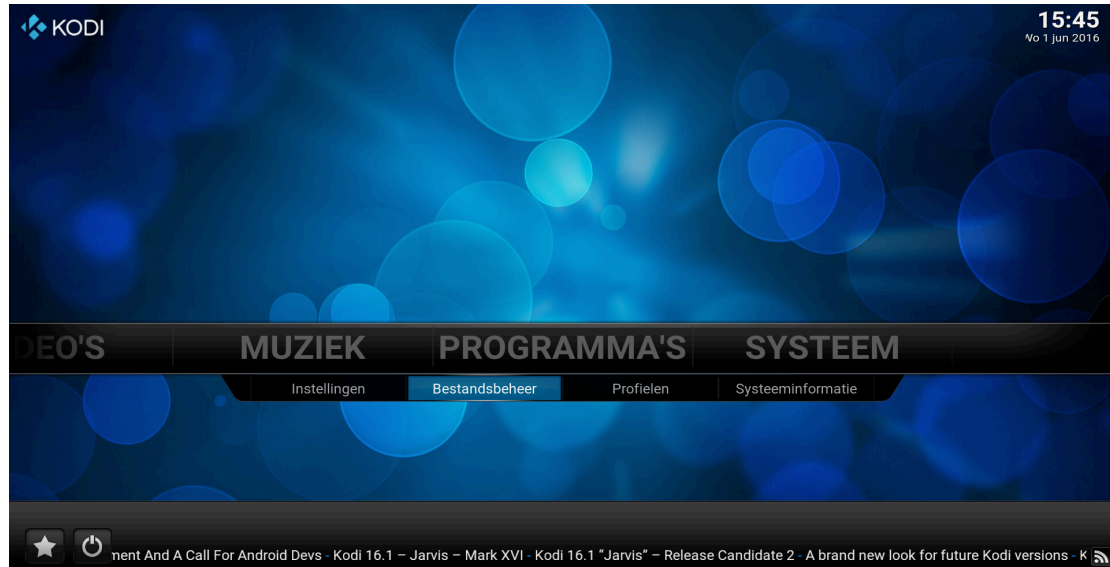 KODI
15:45
Wo 1 jun 2016
DEO'S MUZIEK PROGRAMMA'S SYSTEEM
Instellingen Bestandsbeheer Profielen Systeeminformatie
ment And A Call For Android Devs - Kodi 16.1 – Jarvis – Mark XVI - Kodi 16.1 “Jarvis” – Release Candidate 2 - A brand new look for future Kodi versions - K